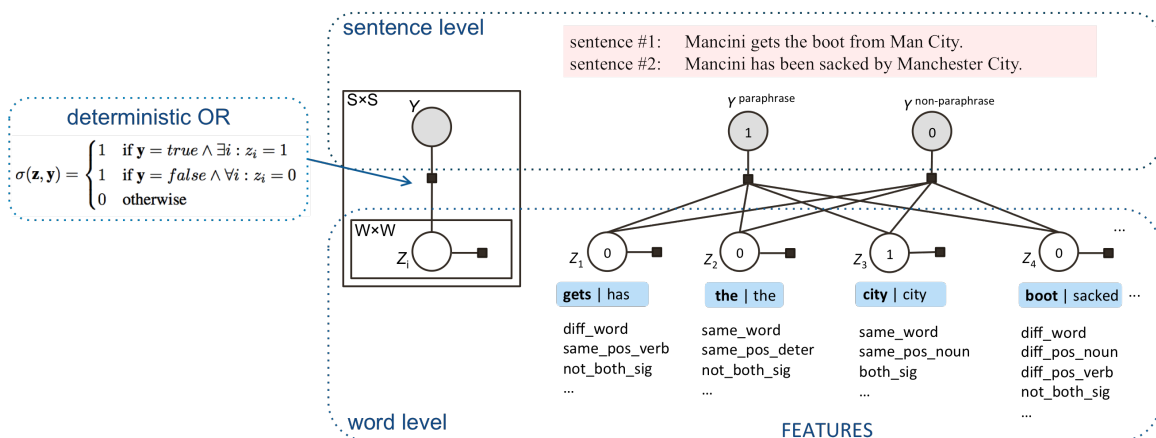 sentence level
sentence #1: Mancini gets the boot from Man City.
sentence #2: Mancini has been sacked by Manchester City.
deterministic OR
σ(z, y) = { 1 if y = true ∧ ∃i : z_i = 1
1 if y = false ∧ ∀i : z_i = 0
0 otherwise
S×S
Y
W×W
Z_i
Y^paraphrase
1
Y^non-paraphrase
0
Z_1 0
Z_2 0
Z_3 1
Z_4 0
...
gets | has
the | the
city | city
boot | sacked
...
diff_word
same_pos_verb
not_both_sig
...
same_word
same_pos_deter
not_both_sig
...
same_word
same_pos_noun
both_sig
...
diff_word
diff_pos_noun
diff_pos_verb
not_both_sig
...
word level
FEATURES